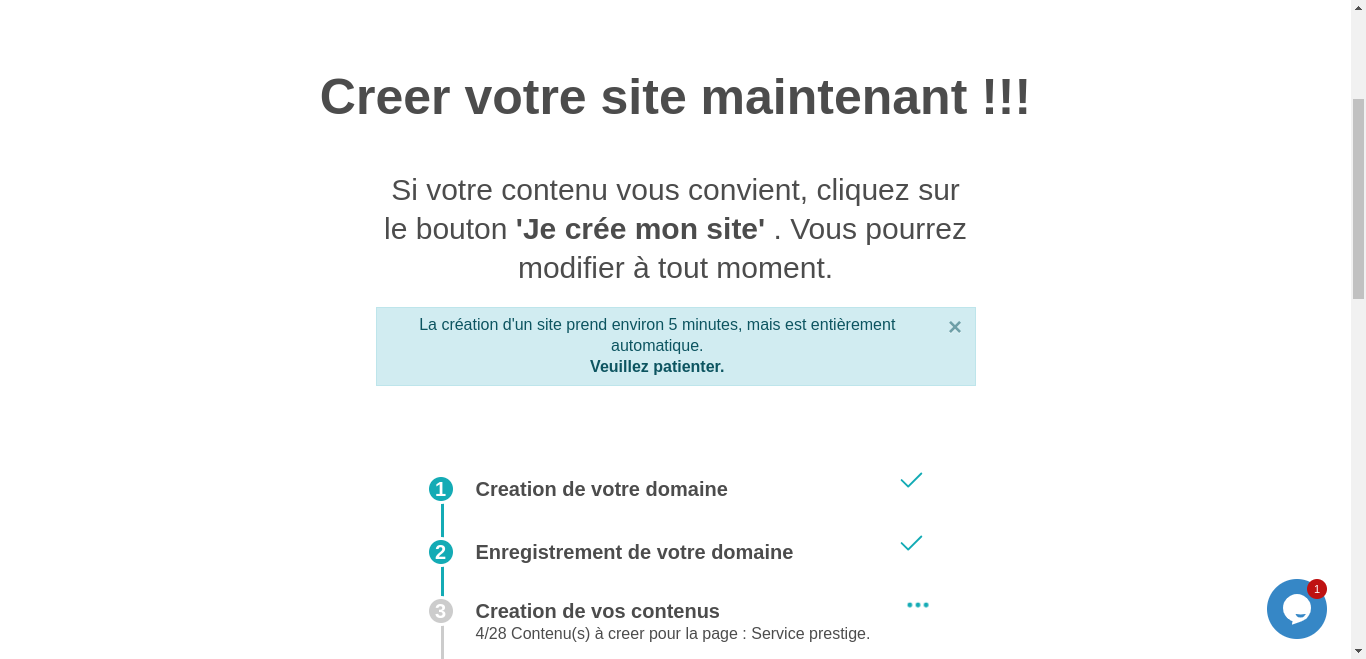 Creer votre site maintenant !!!
Si votre contenu vous convient, cliquez sur
le bouton 'Je crée mon site' . Vous pourrez
modifier à tout moment.
La création d'un site prend environ 5 minutes, mais est entièrement
automatique.
Veuillez patienter.
×
1 Creation de votre domaine
2 Enregistrement de votre domaine
3 Creation de vos contenus
4/28 Contenu(s) à creer pour la page : Service prestige.
1